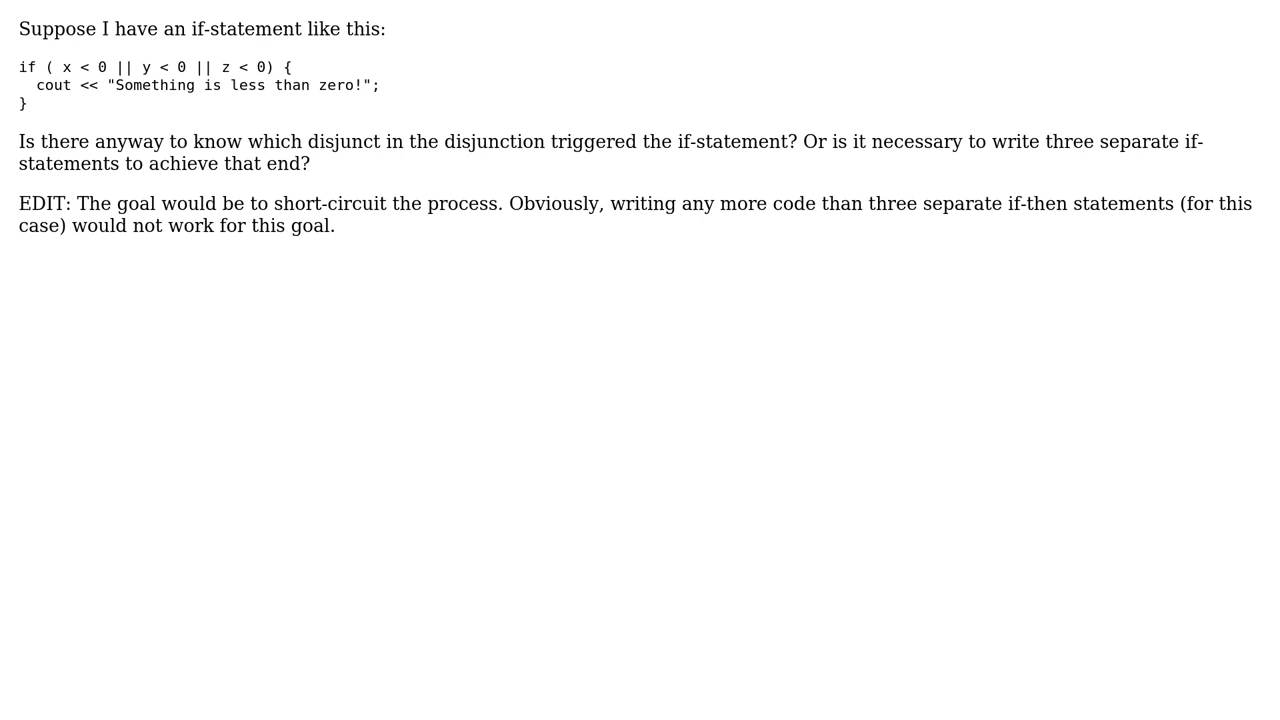 Suppose I have an if-statement like this:
if ( x < 0 || y < 0 || z < 0) {
  cout << "Something is less than zero!";
}
Is there anyway to know which disjunct in the disjunction triggered the if-statement? Or is it necessary to write three separate if-
statements to achieve that end?
EDIT: The goal would be to short-circuit the process. Obviously, writing any more code than three separate if-then statements (for this
case) would not work for this goal.